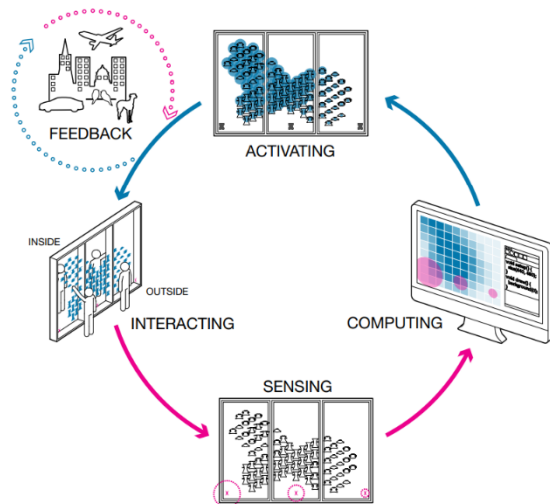 FEEDBACK
ACTIVATING
INSIDE
OUTSIDE
INTERACTING
COMPUTING
SENSING
x
x
x